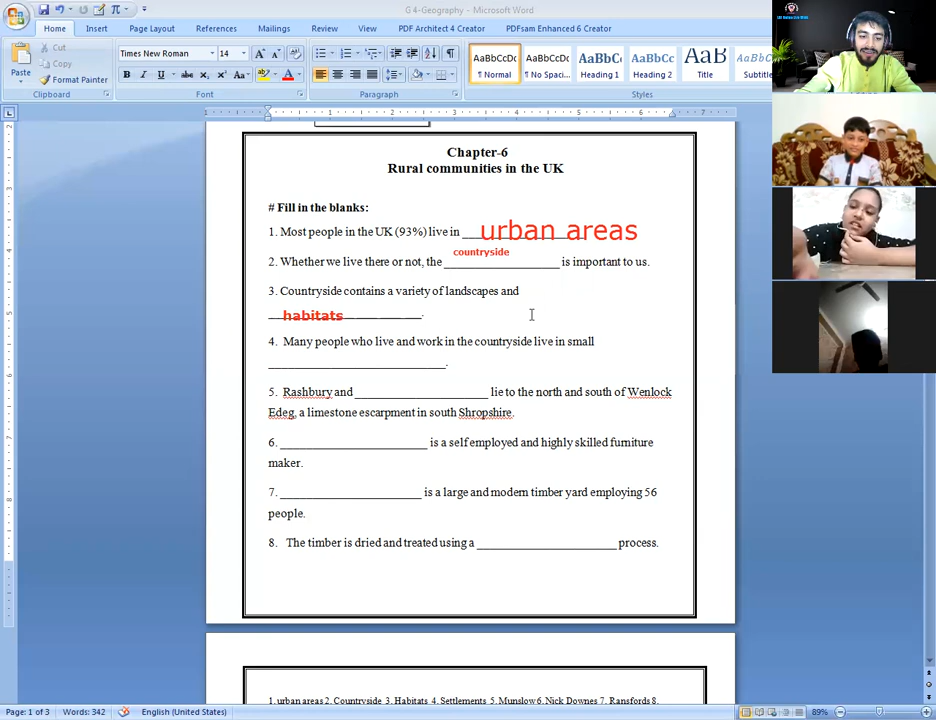 G 4-Geography - Microsoft Word
Home Insert Page Layout References Mailings Review View PDF Architect 4 Creator PDFsam Enhanced 6 Creator
Cut
Copy
Format Painter
Paste
Clipboard
Times New Roman 14
Font
Paragraph
AaBbCcDc AaBbCcDc AaBbC AaBbCc AaB AaBbCc
¶ Normal ¶ No Spaci... Heading 1 Heading 2 Title Subtitle
Styles
Chapter-6
Rural communities in the UK
# Fill in the blanks:
1. Most people in the UK (93%) live in urban areas
countryside
2. Whether we live there or not, the ____ is important to us.
3. Countryside contains a variety of landscapes and
habitats.
4. Many people who live and work in the countryside live in small
____.
5. Rashbury and ____ lie to the north and south of Wenlock
Edeg, a limestone escarpment in south Shropshire.
6. ____ is a self employed and highly skilled furniture
maker.
7. ____ is a large and modern timber yard employing 56
people.
8. The timber is dried and treated using a ____ process.
1. urban areas 2. Countryside 3. Habitats 4. Settlements 5. Munslow 6. Nick Downes 7. Ransfords 8.
Page: 1 of 3 Words: 342 English (United States) 89%